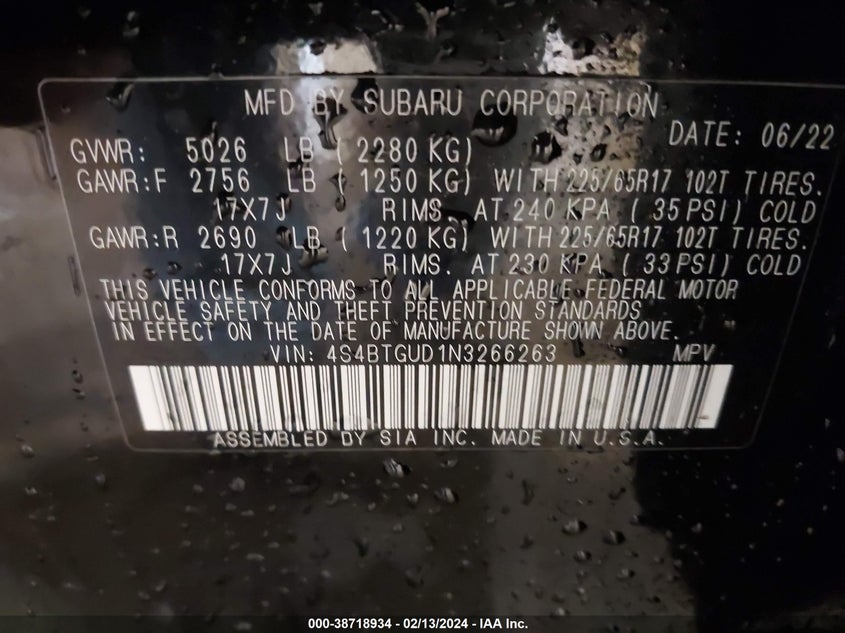 MFD BY SUBARU CORPORATION
DATE: 06/22
GVWR: 5026 LB ( 2280 KG)
GAWR:F 2756 LB ( 1250 KG) WITH 225/65R17 102T TIRES.
17X7J RIMS. AT 240 KPA ( 35 PSI) COLD
GAWR:R 2690 LB ( 1220 KG) WITH 225/65R17 102T TIRES.
17X7J RIMS. AT 230 KPA ( 33 PSI) COLD
THIS VEHICLE CONFORMS TO ALL APPLICABLE FEDERAL MOTOR
VEHICLE SAFETY AND THEFT PREVENTION STANDARDS
IN EFFECT ON THE DATE OF MANUFACTURE SHOWN ABOVE.
VIN: 4S4BTGUD1N3266263 MPV
ASSEMBLED BY SIA INC. MADE IN U.S.A.
000-38718934 - 02/13/2024 - IAA Inc.